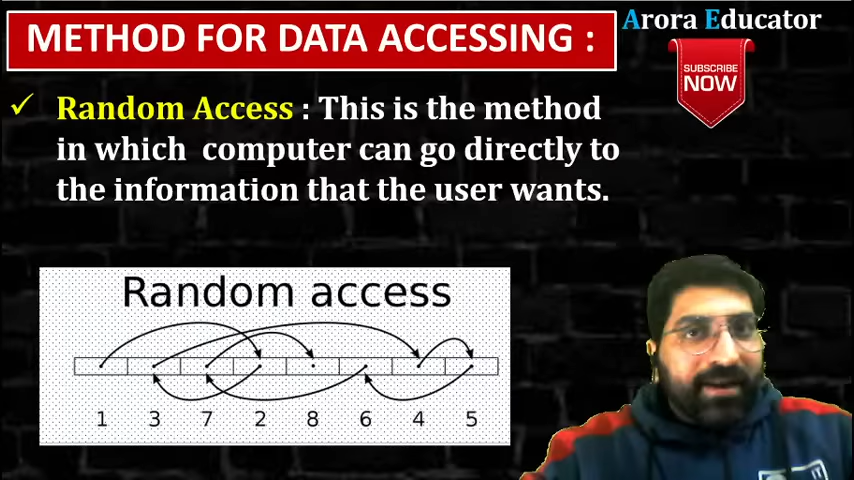 METHOD FOR DATA ACCESSING :
Arora Educator
SUBSCRIBE
NOW
✓ Random Access : This is the method
in which computer can go directly to
the information that the user wants.
Random access
1 3 7 2 8 6 4 5